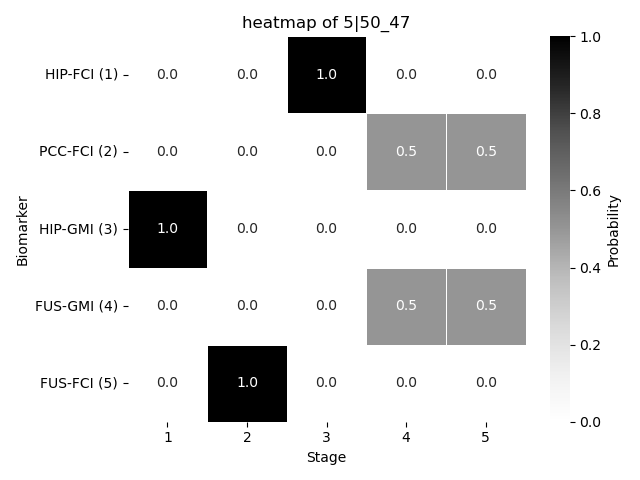 heatmap of 5|50_47
HIP-FCI (1) 0.0 0.0 1.0 0.0 0.0
PCC-FCI (2) 0.0 0.0 0.0 0.5 0.5
HIP-GMI (3) 1.0 0.0 0.0 0.0 0.0
FUS-GMI (4) 0.0 0.0 0.0 0.5 0.5
FUS-FCI (5) 0.0 1.0 0.0 0.0 0.0
1 2 3 4 5
Stage
Biomarker
1.0
0.8
0.6
0.4
0.2
0.0
Probability